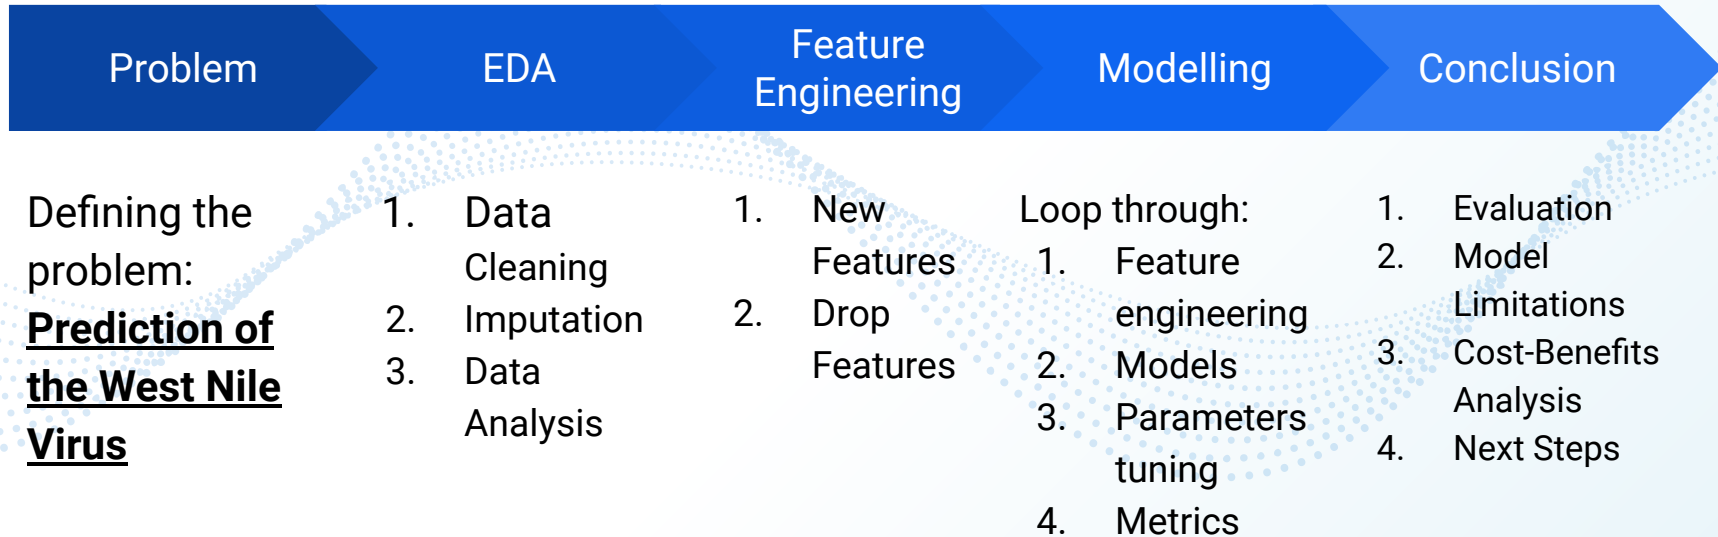 Problem
EDA
Feature
Engineering
Modelling
Conclusion
Defining the
problem:
Prediction of
the West Nile
Virus
1. Data
Cleaning
2. Imputation
3. Data
Analysis
1. New
Features
2. Drop
Features
Loop through:
1. Feature
engineering
2. Models
3. Parameters
tuning
4. Metrics
1. Evaluation
2. Model
Limitations
3. Cost-Benefits
Analysis
4. Next Steps